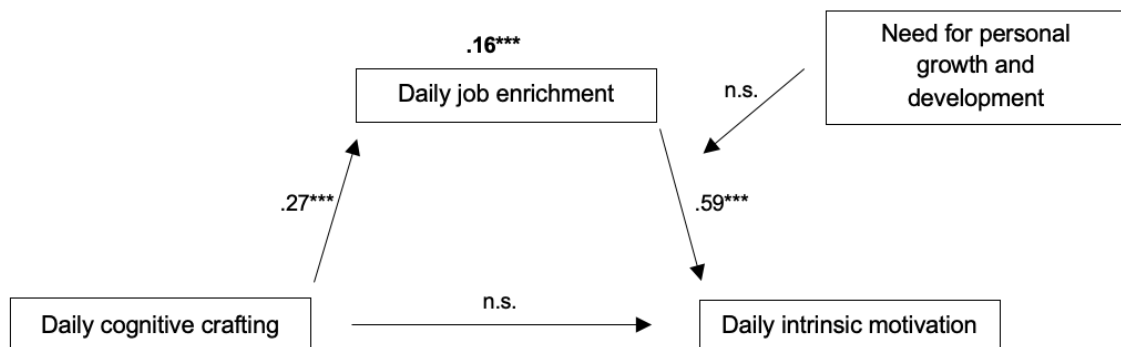 .16***
Daily job enrichment
Need for personal
growth and
development
n.s.
.27***
.59***
n.s.
Daily cognitive crafting
Daily intrinsic motivation